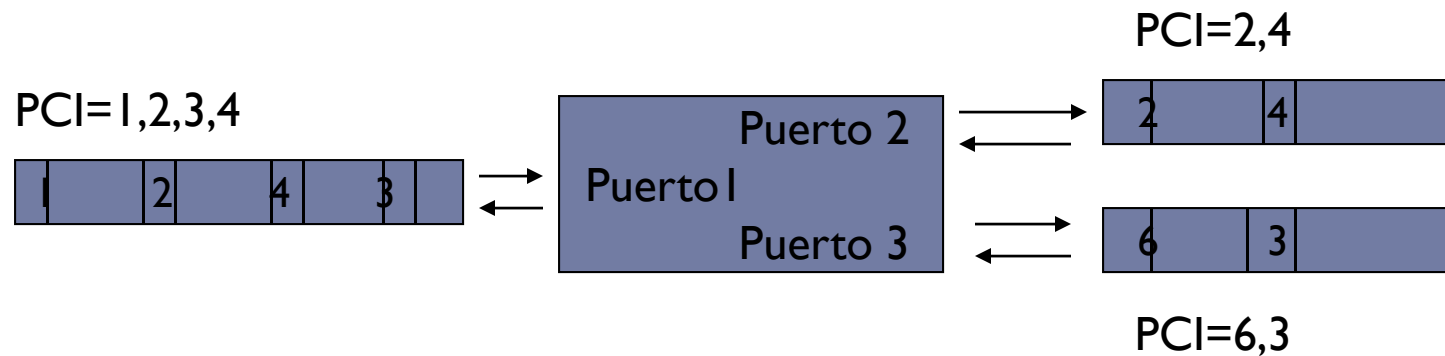 PCI=2,4
PCI=1,2,3,4
2 4
Puerto 2
1 2 4 3
Puerto1
Puerto 3
6 3
PCI=6,3